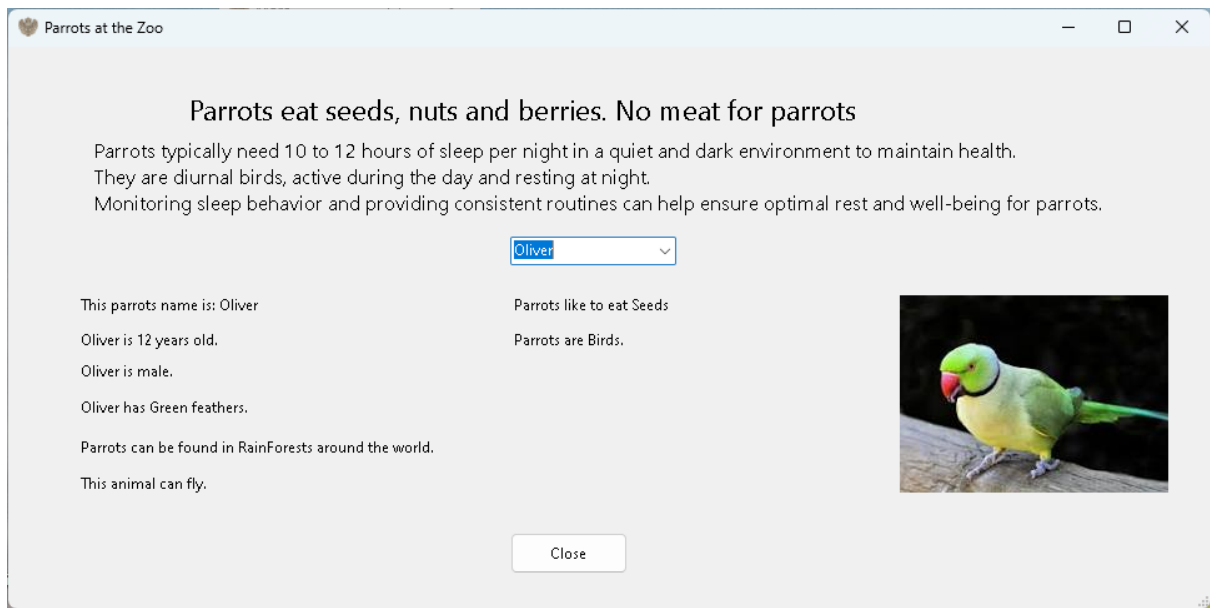 Parrots at the Zoo
Parrots eat seeds, nuts and berries. No meat for parrots
Parrots typically need 10 to 12 hours of sleep per night in a quiet and dark environment to maintain health.
They are diurnal birds, active during the day and resting at night.
Monitoring sleep behavior and providing consistent routines can help ensure optimal rest and well-being for parrots.
Oliver
This parrots name is: Oliver
Parrots like to eat Seeds
Oliver is 12 years old.
Parrots are Birds.
Oliver is male.
Oliver has Green feathers.
Parrots can be found in RainForests around the world.
This animal can fly.
Close